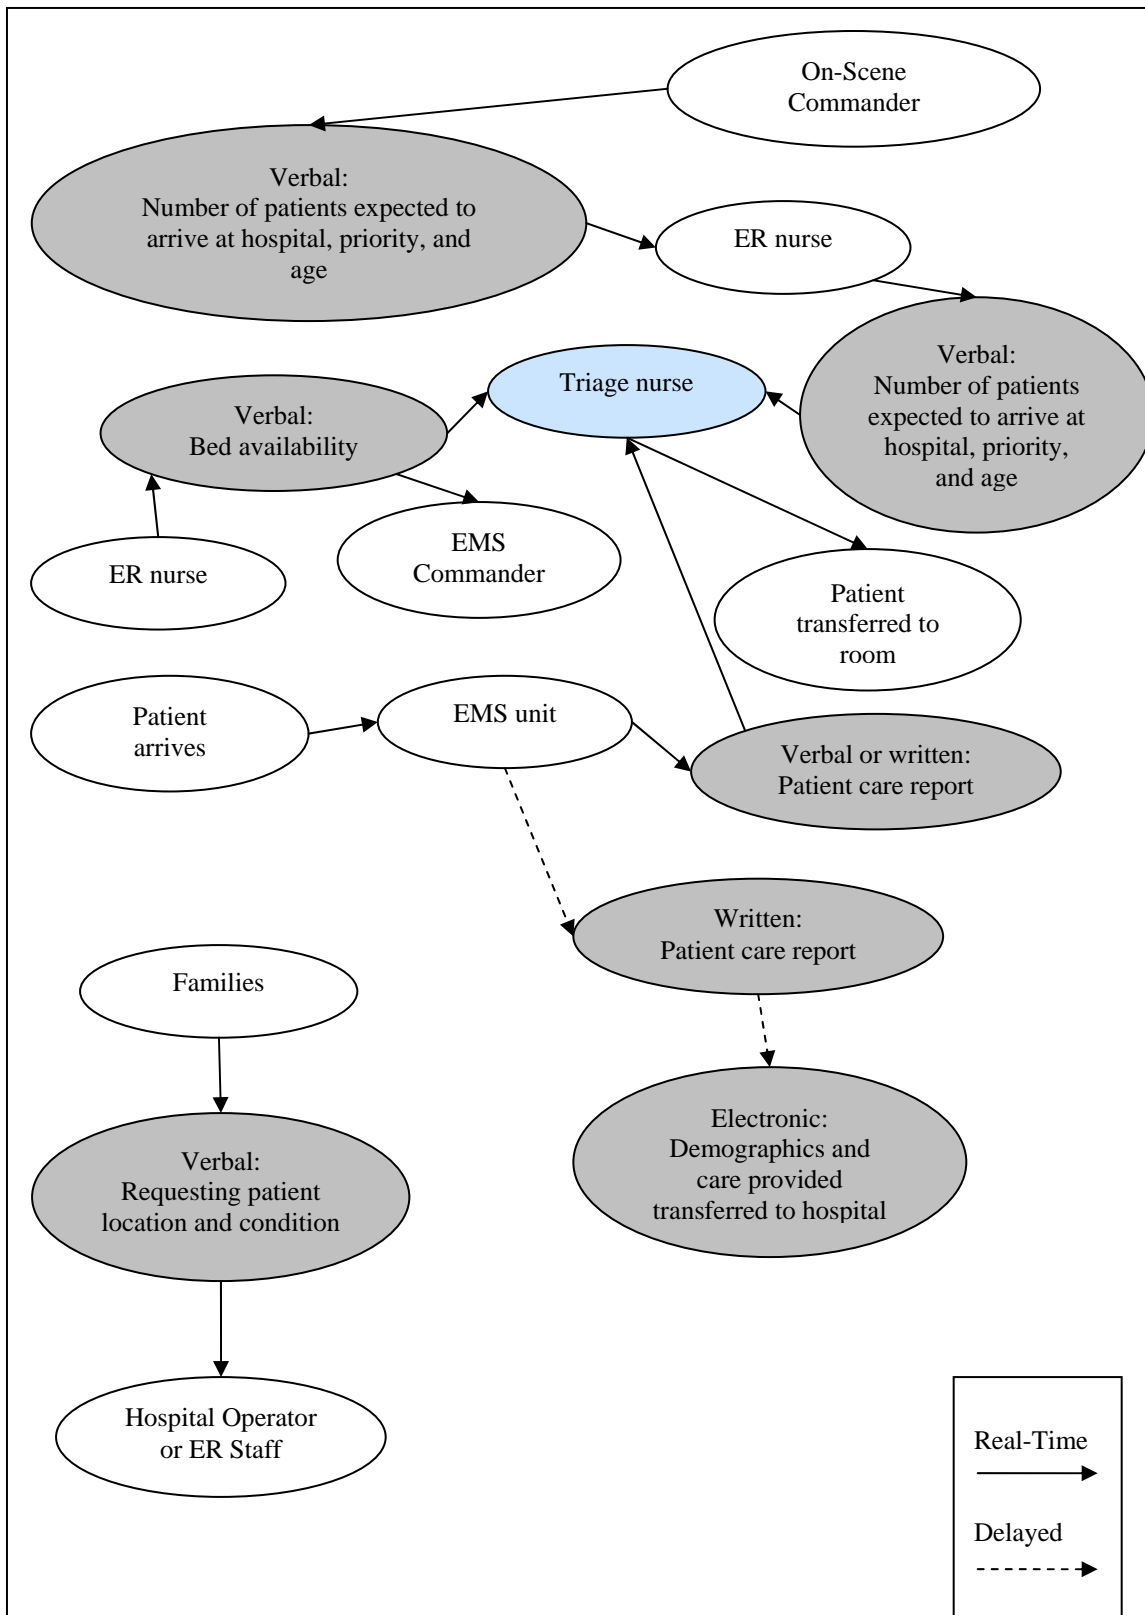 On-Scene
Commander
Verbal:
Number of patients expected to
arrive at hospital, priority, and
age
ER nurse
Verbal:
Number of patients
expected to arrive at
hospital, priority,
and age
Triage nurse
Verbal:
Bed availability
EMS
Commander
ER nurse
Patient
transferred to
room
Patient
arrives
EMS unit
Verbal or written:
Patient care report
Written:
Patient care report
Families
Electronic:
Demographics and
care provided
transferred to hospital
Verbal:
Requesting patient
location and condition
Hospital Operator
or ER Staff
Real-Time
Delayed